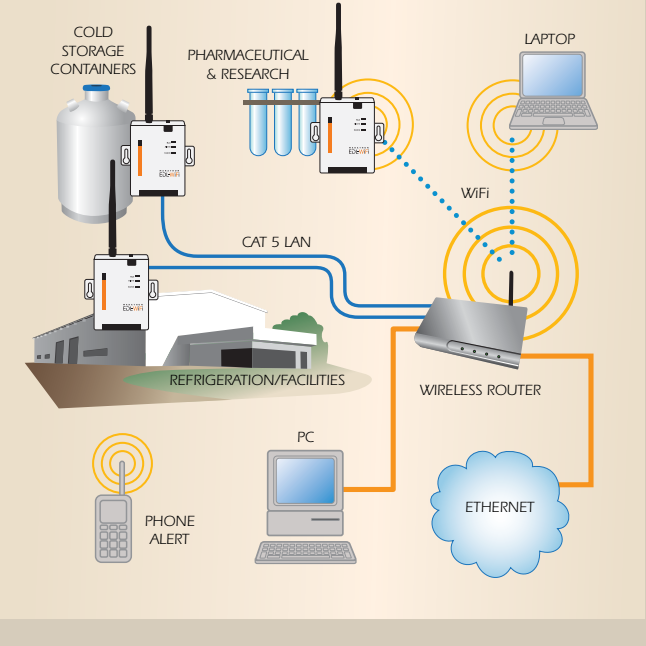 COLD
STORAGE
CONTAINERS
PHARMACEUTICAL
& RESEARCH
LAPTOP
WiFi
CAT 5 LAN
REFRIGERATION/FACILITIES
WIRELESS ROUTER
PC
PHONE
ALERT
ETHERNET